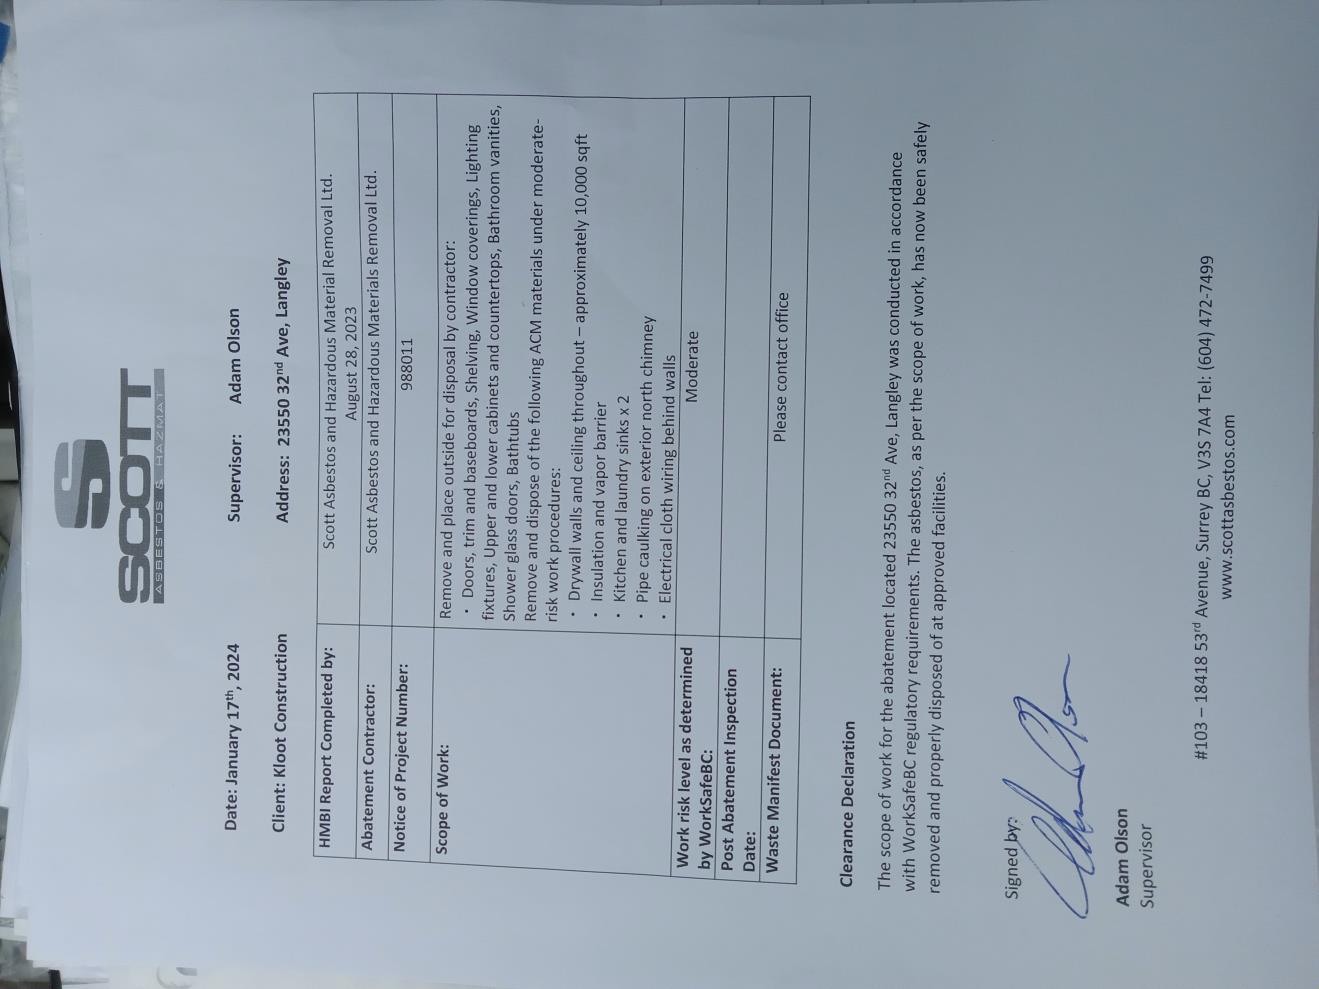 SCOTT
ASBESTOS & HAZMAT
Date: January 17th, 2024 Supervisor: Adam Olson
Client: Kloot Construction Address: 23550 32nd Ave, Langley
HMBI Report Completed by: Scott Asbestos and Hazardous Material Removal Ltd.
August 28, 2023
Abatement Contractor: Scott Asbestos and Hazardous Materials Removal Ltd.
Notice of Project Number: 988011
Scope of Work: Remove and place outside for disposal by contractor:
• Doors, trim and baseboards, Shelving, Window coverings, Lighting
fixtures, Upper and lower cabinets and countertops, Bathroom vanities,
Shower glass doors, Bathtubs
Remove and dispose of the following ACM materials under moderate-
risk work procedures:
• Drywall walls and ceiling throughout – approximately 10,000 sqft
• Insulation and vapor barrier
• Kitchen and laundry sinks x 2
• Pipe caulking on exterior north chimney
• Electrical cloth wiring behind walls
Work risk level as determined Moderate
by WorkSafeBC:
Post Abatement Inspection
Date:
Waste Manifest Document: Please contact office
Clearance Declaration
The scope of work for the abatement located 23550 32nd Ave, Langley was conducted in accordance
with WorkSafeBC regulatory requirements. The asbestos, as per the scope of work, has now been safely
removed and properly disposed of at approved facilities.
Signed by:
Adam Olson
Adam Olson
Supervisor
#103 – 18418 53rd Avenue, Surrey BC, V3S 7A4 Tel: (604) 472-7499
www.scottasbestos.com